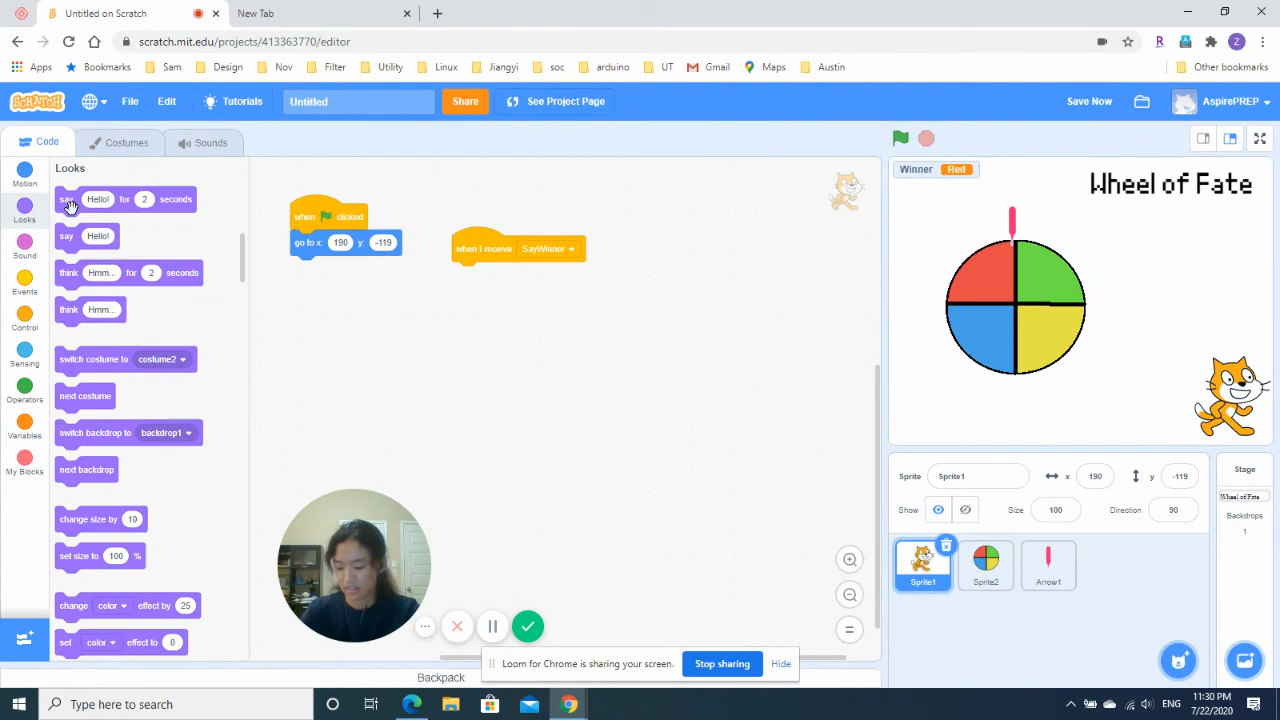 Untitled on Scratch
New Tab
scratch.mit.edu/projects/413363770/editor
Z
Apps
Bookmarks
Sam
Design
Nov
Filter
Utility
Linux
Jiangyi
soc
arduino
UT
Gmail
Maps
Austin
Other bookmarks
SCRATCH
File
Edit
Tutorials
Untitled
Share
See Project Page
Save Now
AspirePREP
Code
Costumes
Sounds
Motion
Looks
Sound
Events
Control
Sensing
Operators
Variables
My Blocks
Looks
say Hello! for 2 seconds
say Hello!
think Hmm... for 2 seconds
think Hmm...
switch costume to costume2
next costume
switch backdrop to backdrop1
next backdrop
change size by 10
set size to 100 %
change color effect by 25
set color effect to 0
when clicked
go to x: 190 y: -119
when I receive SayWinner
Winner Red
Wheel of Fate
Sprite Sprite1 x 190 y -119
Show Size 100 Direction 90
Sprite1
Sprite2
Arrow1
Stage
Wheel of Fate
Backdrops
1
Loom for Chrome is sharing your screen.
Stop sharing
Hide
Backpack
Type here to search
ENG
11:30 PM
7/22/2020